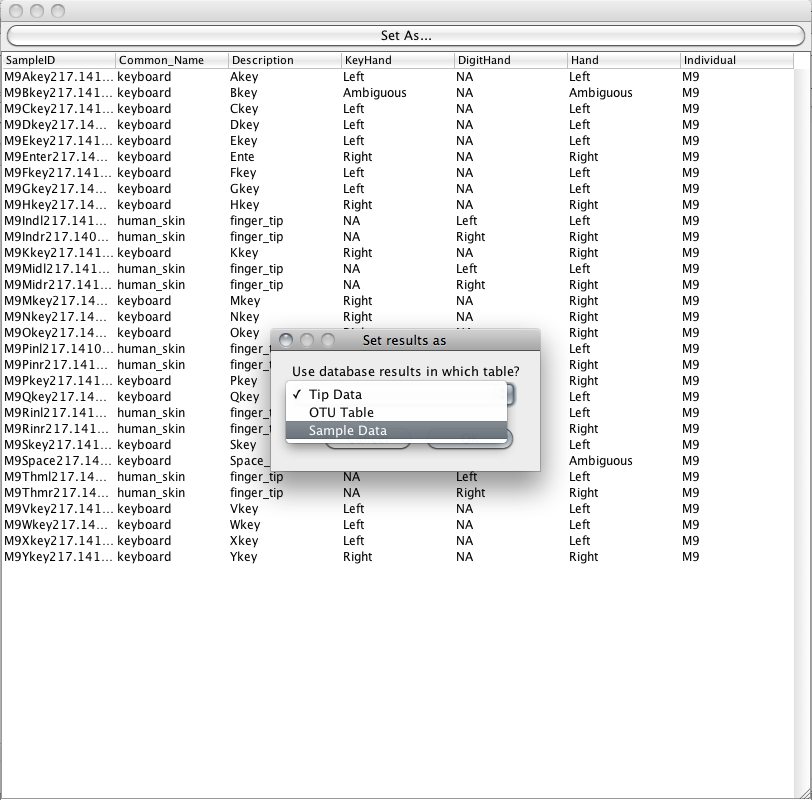 Set As...
SampleID Common_Name Description KeyHand DigitHand Hand Individual
M9Akey217.141... keyboard Akey Left NA Left M9
M9Bkey217.141... keyboard Bkey Ambiguous NA Ambiguous M9
M9Ckey217.141... keyboard Ckey Left NA Left M9
M9Dkey217.14... keyboard Dkey Left NA Left M9
M9Ekey217.141... keyboard Ekey Left NA Left M9
M9Enter217.14... keyboard Ente Right NA Right M9
M9Fkey217.141... keyboard Fkey Left NA Left M9
M9Gkey217.14... keyboard Gkey Left NA Left M9
M9Hkey217.14... keyboard Hkey Right NA Right M9
M9Indl217.141... human_skin finger_tip NA Left Left M9
M9Indr217.140... human_skin finger_tip NA Right Right M9
M9Kkey217.141... keyboard Kkey Right NA Right M9
M9Midl217.141... human_skin finger_tip NA Left Left M9
M9Midr217.141... human_skin finger_tip NA Right Right M9
M9Mkey217.14... keyboard Mkey Right NA Right M9
M9Nkey217.14... keyboard Nkey Right NA Right M9
M9Okey217.14... keyboard Okey Right M9
M9Pinl217.1410... human_skin finger_t Left M9
M9Pinr217.141... human_skin finger_t Right M9
M9Pkey217.141... keyboard Pkey Right M9
M9Qkey217.14... keyboard Qkey Left M9
M9Rinl217.141... human_skin finger_t Left M9
M9Rinr217.141... human_skin finger_t Right M9
M9Skey217.141... keyboard Skey Left M9
M9Space217.14... keyboard Space_ Ambiguous M9
M9Thml217.14... human_skin finger_tip NA Left Left M9
M9Thmr217.14... human_skin finger_tip NA Right Right M9
M9Vkey217.141... keyboard Vkey Left NA Left M9
M9Wkey217.14... keyboard Wkey Left NA Left M9
M9Xkey217.141... keyboard Xkey Left NA Left M9
M9Ykey217.141... keyboard Ykey Right NA Right M9
Set results as
Use database results in which table?
✓ Tip Data
OTU Table
Sample Data